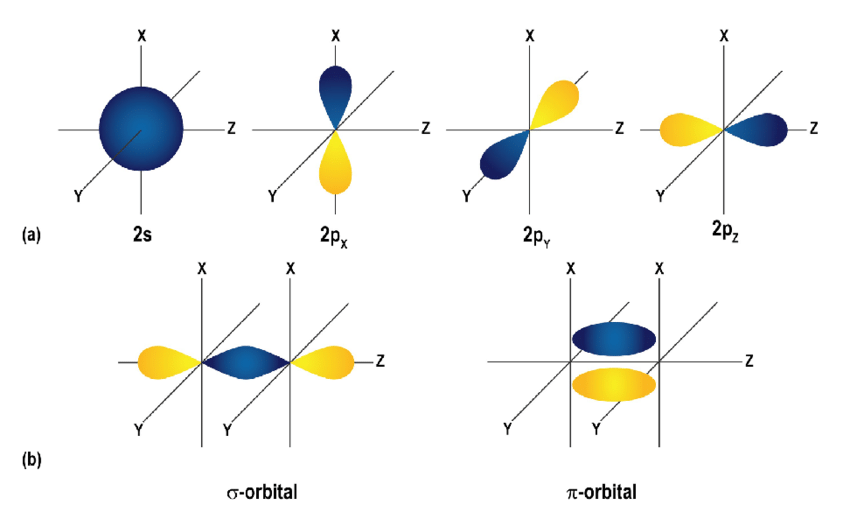 X X X X
Z Z Z Z
Y Y Y Y
(a) 2s 2pX 2pY 2pZ
X X X X
Z Z
Y Y Y Y
(b)
σ-orbital π-orbital